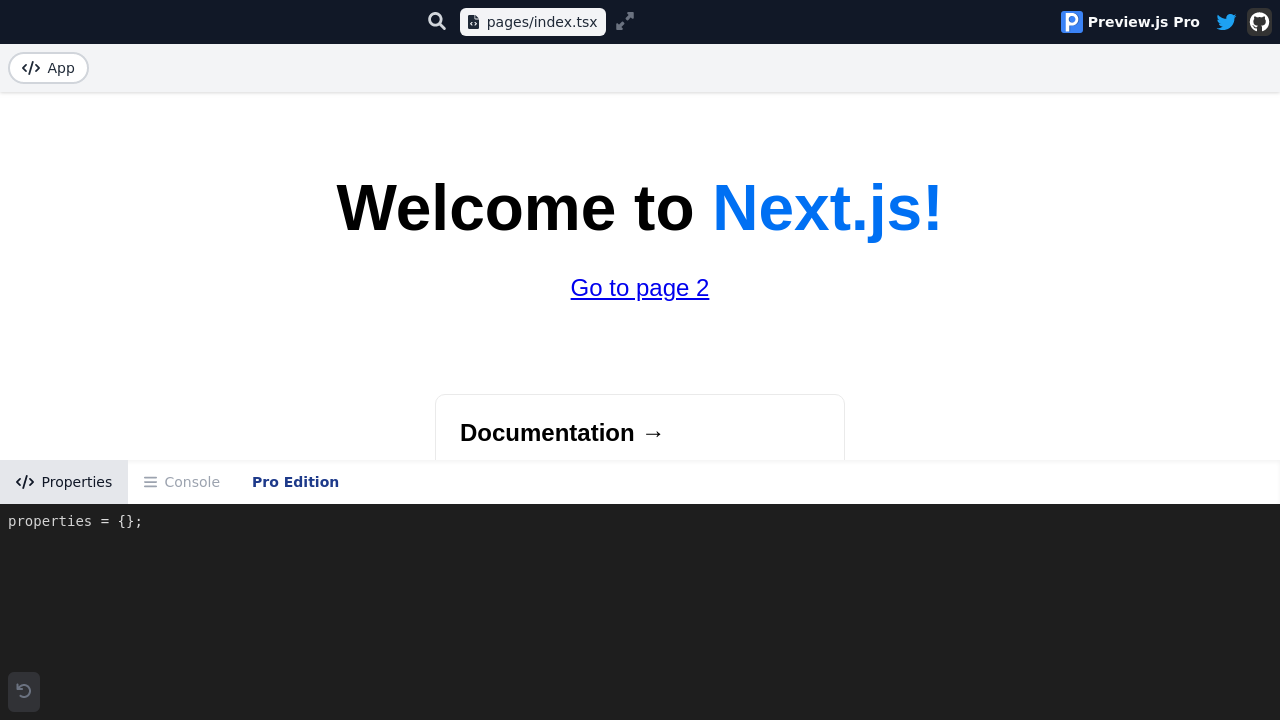 pages/index.tsx
Preview.js Pro
App
Welcome to Next.js!
Go to page 2
Documentation →
Properties
Console
Pro Edition
properties = {};